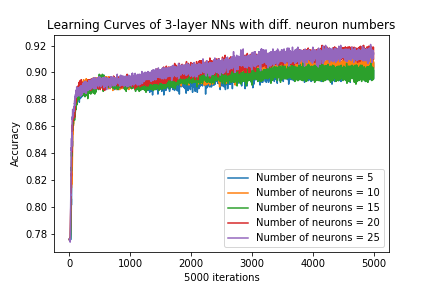 Learning Curves of 3-layer NNs with diff. neuron numbers
0.92
0.90
0.88
0.86
0.84
0.82
0.80
0.78
Accuracy
Number of neurons = 5
Number of neurons = 10
Number of neurons = 15
Number of neurons = 20
Number of neurons = 25
0
1000
2000
3000
4000
5000
5000 iterations